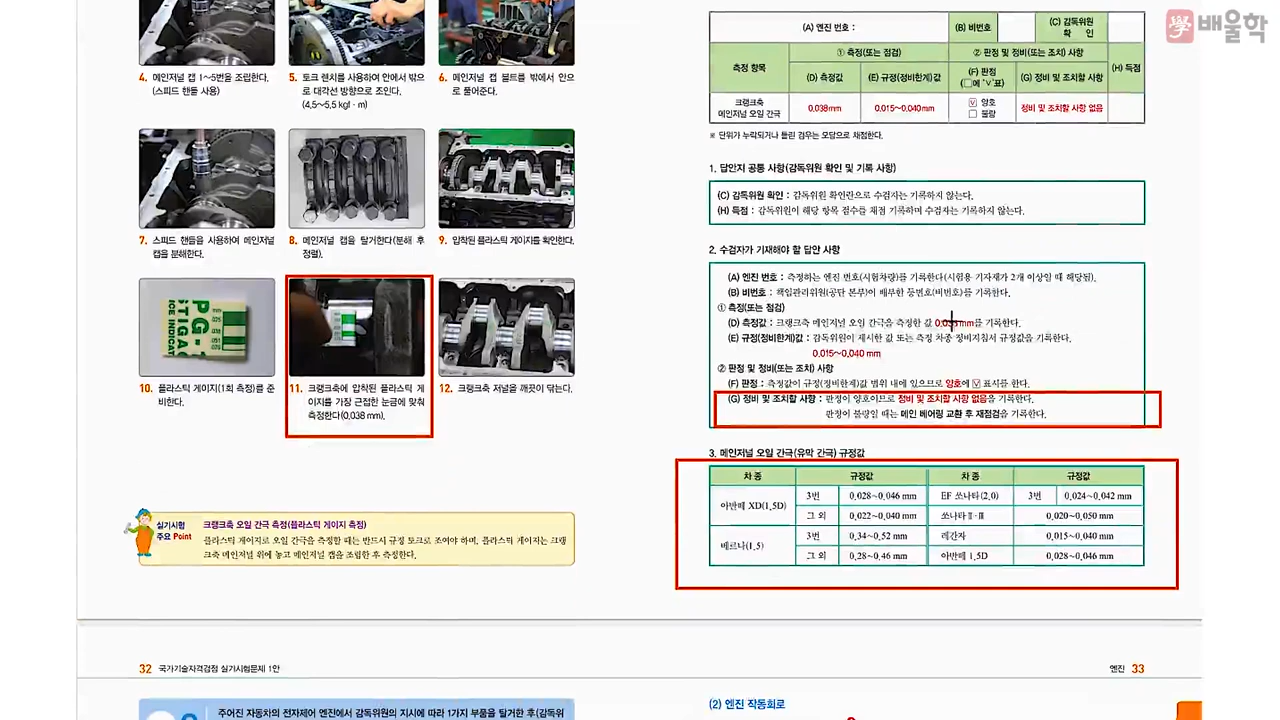 學 배울학
4. 메인저널 캡 1~5번을 조립한다.
(스피드 핸들 사용)
5. 토크 렌치를 사용하여 안에서 밖으
로 대각선 방향으로 조인다.
(4.5~5.5 kgf · m)
6. 메인저널 캡 볼트를 밖에서 안으
로 풀어준다.
7. 스피드 핸들을 사용하여 메인저널
캡을 분해한다.
8. 메인저널 캡을 탈거한다(분해 후
정렬).
9. 압착된 플라스틱 게이지를 확인한다.
10. 플라스틱 게이지(1회 측정)를 준
비한다.
11. 크랭크축에 압착된 플라스틱 게
이지를 가장 근접한 눈금에 맞춰
측정한다(0.038 mm).
12. 크랭크축 저널을 깨끗이 닦는다.
실기시험
주요 Point
크랭크축 오일 간극 측정(플라스틱 게이지 측정)
플라스틱 게이지로 오일 간극을 측정할 때는 반드시 규정 토크로 조여야 하며, 플라스틱 게이지는 크랭
크축 메인저널 위에 놓고 메인저널 캡을 조립한 후 측정한다.
32 국가기술자격검정 실기시험문제 1안
주어진 자동차의 전자제어 엔진에서 감독위원의 지시에 따라 1가지 부품을 탈거한 후(감독위
(A) 엔진 번호 :
(B) 비번호
(C) 감독위원
확 인
측정 항목
① 측정(또는 점검)
② 판정 및 정비(또는 조치) 사항
(H) 득점
(D) 측정값
(E) 규정(정비한계)값
(F) 판정
(□에 'v'표)
(G) 정비 및 조치할 사항
크랭크축
메인저널 오일 간극
0.038mm
0.015~0.040mm
☑ 양호
□ 불량
정비 및 조치할 사항 없음
※ 단위가 누락되거나 틀린 경우는 오답으로 채점한다.
1. 답안지 공통 사항(감독위원 확인 및 기록 사항)
(C) 감독위원 확인 : 감독위원 확인란으로 수검자는 기록하지 않는다.
(H) 득점 : 감독위원이 해당 항목 점수를 채점 기록하며 수검자는 기록하지 않는다.
2. 수검자가 기재해야 할 답안 사항
(A) 엔진 번호 : 측정하는 엔진 번호(시험차량)를 기록한다(시험용 기자재가 2개 이상일 때 해당됨).
(B) 비번호 : 책임관리위원(공단 본부)이 배부한 등번호(비번호)를 기록한다.
① 측정(또는 점검)
(D) 측정값 : 크랭크축 메인저널 오일 간극을 측정한 값 0.038mm를 기록한다.
(E) 규정(정비한계)값 : 감독위원이 제시한 값 또는 측정 차종 정비지침서 규정값을 기록한다.
0.015~0.040 mm
② 판정 및 정비(또는 조치) 사항
(F) 판정 : 측정값이 규정(정비한계)값 범위 내에 있으므로 양호에 ☑ 표시를 한다.
(G) 정비 및 조치할 사항 : 판정이 양호이므로 정비 및 조치할 사항 없음을 기록한다.
판정이 불량일 때는 메인 베어링 교환 후 재점검을 기록한다.
3. 메인저널 오일 간극(유막 간극) 규정값
차 종 규정값 차 종 규정값
아반떼 XD(1.5D) 3번 0.028~0.046 mm EF 쏘나타(2.0) 3번 0.024~0.042 mm
그 외 0.022~0.040 mm 쏘나타Ⅱ·Ⅲ 0.020~0.050 mm
베르나(1.5) 3번 0.34~0.52 mm 레간자 0.015~0.040 mm
그 외 0.28~0.46 mm 아반떼 1.5D 0.028~0.046 mm
엔진 33
(2) 엔진 작동회로